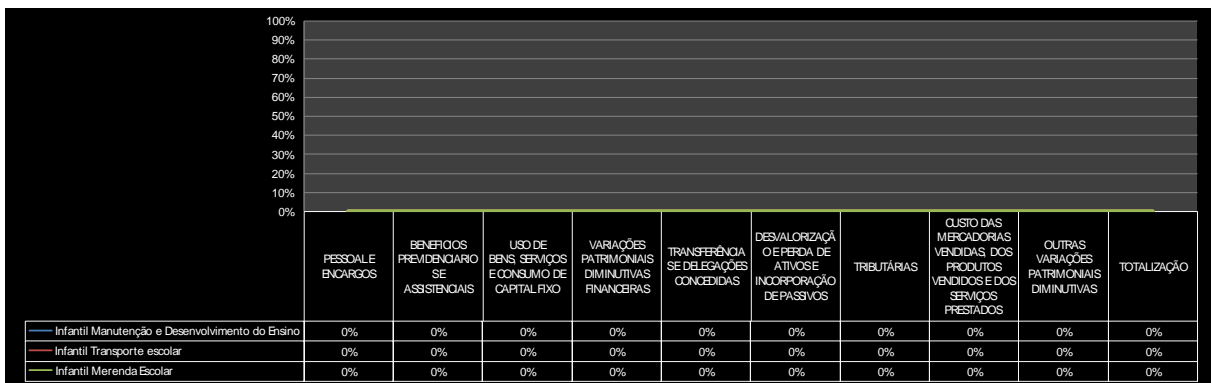 100%
90%
80%
70%
60%
50%
40%
30%
20%
10%
0%
PESSOAL E
ENCARGOS
BENEFICIOS
PREVIDENCIARIO
S E
ASSISTENCIAIS
USO DE
BENS, SERVIÇOS
E CONSUMO DE
CAPITAL FIXO
VARIAÇÕES
PATRIMONIAIS
DIMINUTIVAS
FINANCEIRAS
TRANSFERÊNCIA
S E DELEGAÇÕES
CONCEDIDAS
DESVALORIZAÇÃ
O E PERDA DE
ATIVOS E
INCORPORAÇÃO
DE PASSIVOS
TRIBUTÁRIAS
CUSTO DAS
MERCADORIAS
VENDIDAS, DOS
PRODUTOS
VENDIDOS E DOS
SERVIÇOS
PRESTADOS
OUTRAS
VARIAÇÕES
PATRIMONIAIS
DIMINUTIVAS
TOTALIZAÇÃO
Infantil Manutenção e Desenvolvimento do Ensino 0% 0% 0% 0% 0% 0% 0% 0% 0% 0%
Infantil Transporte escolar 0% 0% 0% 0% 0% 0% 0% 0% 0% 0%
Infantil Merenda Escolar 0% 0% 0% 0% 0% 0% 0% 0% 0% 0%